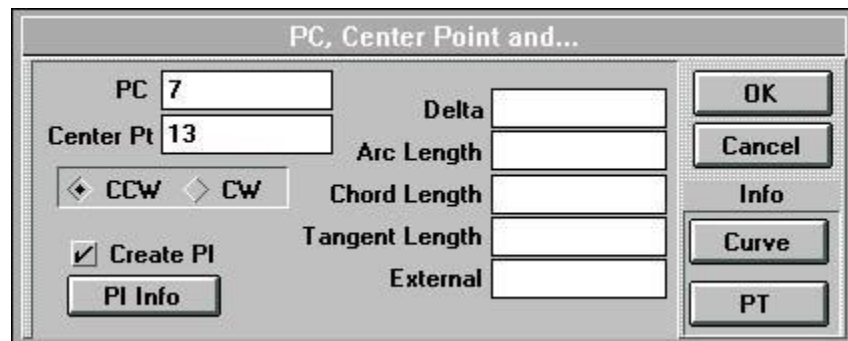 PC, Center Point and...
PC 7
Center Pt 13
CCW CW
Create PI
PI Info
Delta
Arc Length
Chord Length
Tangent Length
External
OK
Cancel
Info
Curve
PT